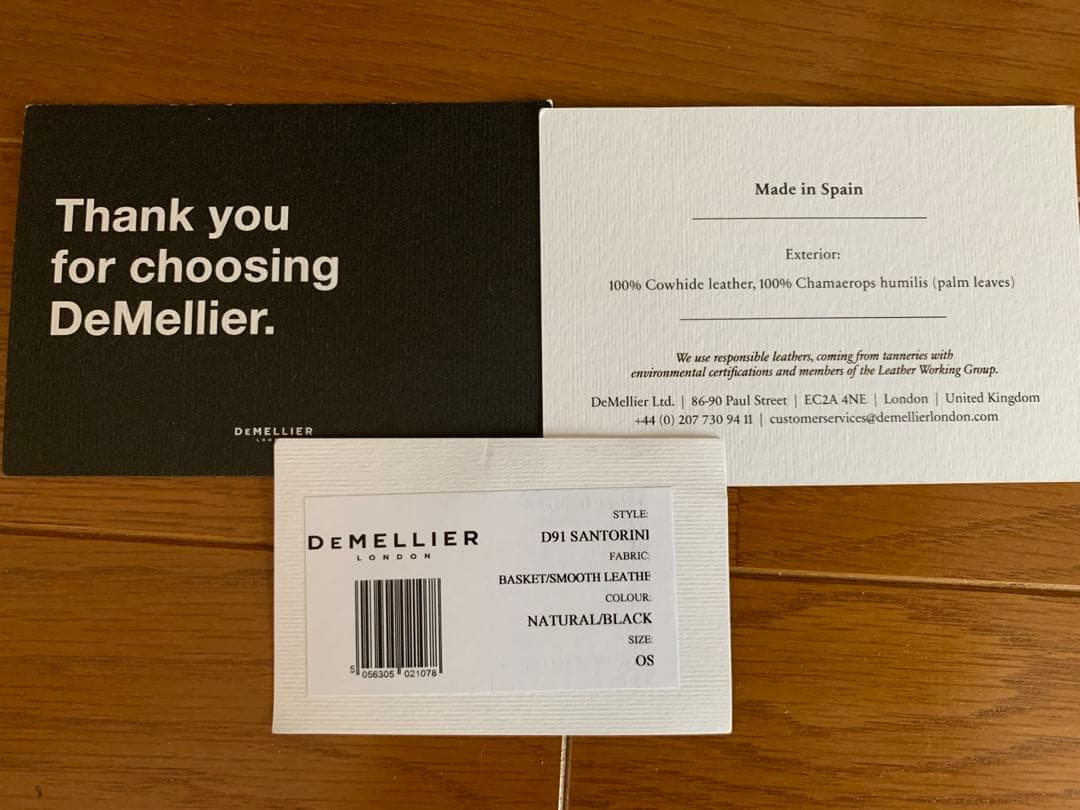 Thank you
for choosing
DeMellier.
DEMELLIER
Made in Spain
Exterior:
100% Cowhide leather, 100% Chamaerops humilis (palm leaves)
We use responsible leathers, coming from tanneries with
environmental certifications and members of the Leather Working Group.
DeMellier Ltd. | 86-90 Paul Street | EC2A 4NE | London | United Kingdom
+44 (0) 207 730 94 11 | customerservices@demellierlondon.com
DEMELLIER
LONDON
5 056305 021078
STYLE:
D91 SANTORINI
FABRIC:
BASKET/SMOOTH LEATHE
COLOUR:
NATURAL/BLACK
SIZE:
OS